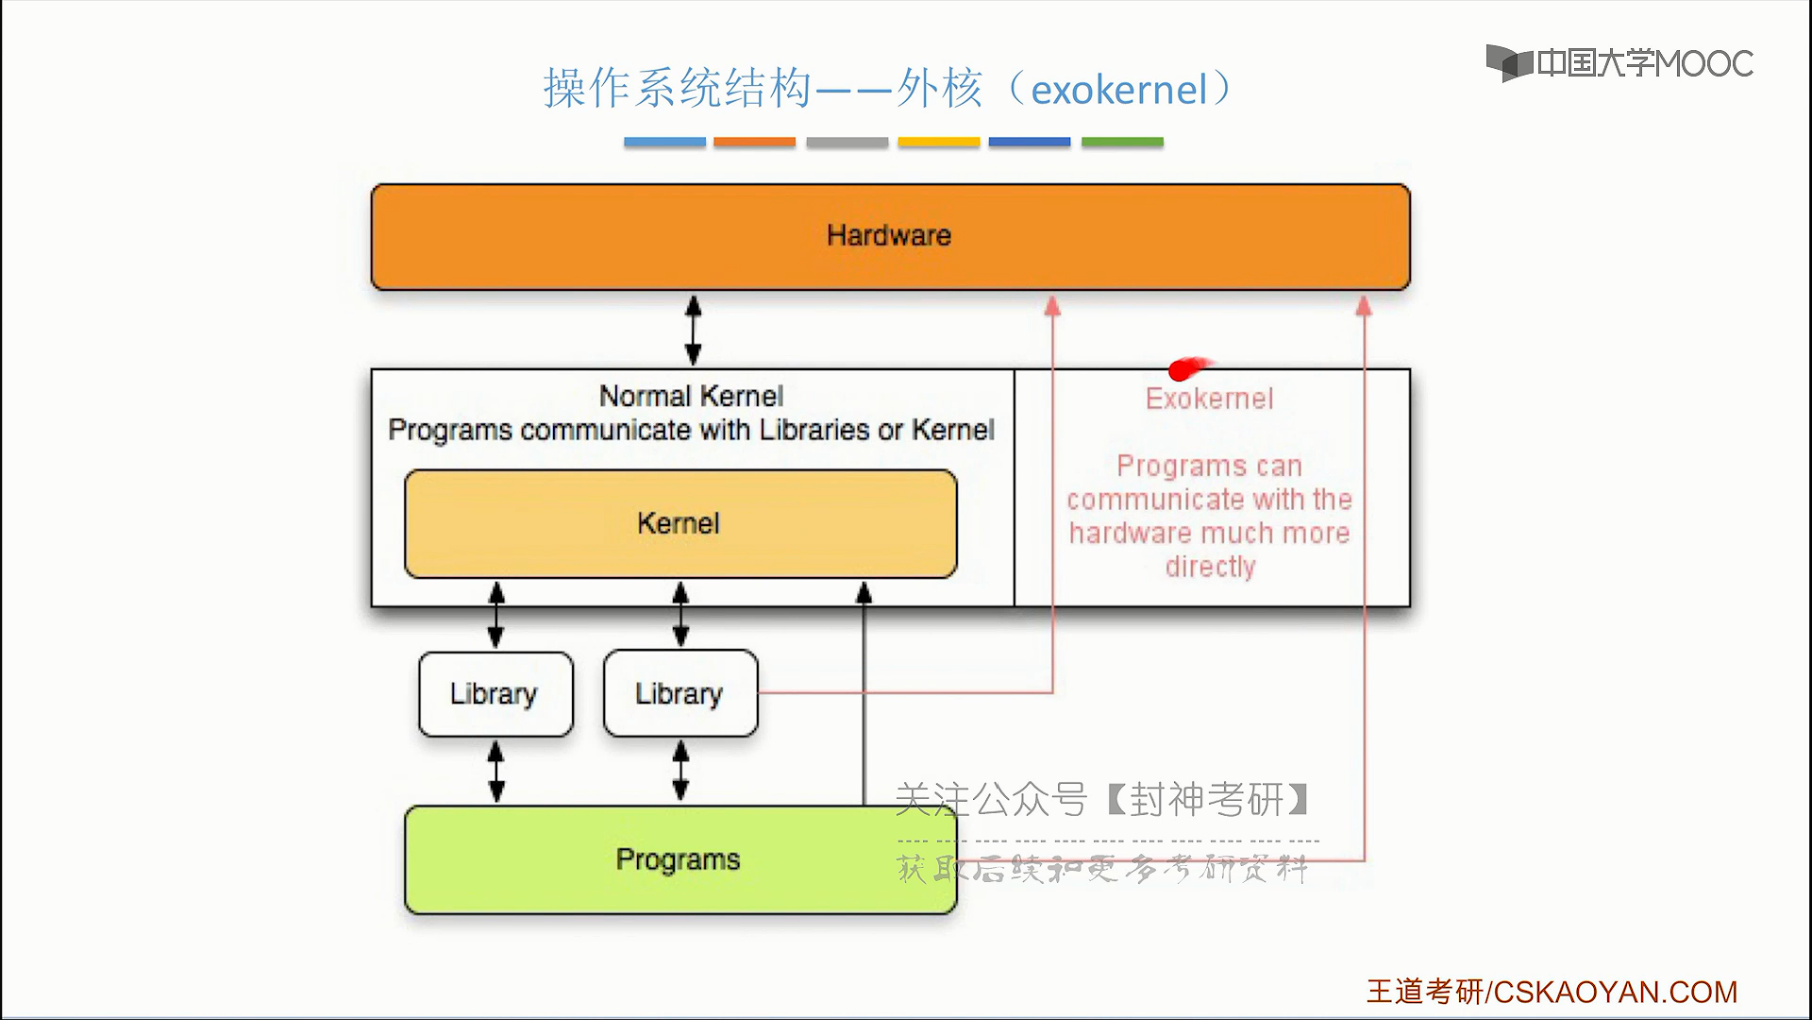 中国大学MOOC
操作系统结构——外核（exokernel）
Hardware
Normal Kernel
Programs communicate with Libraries or Kernel
Kernel
Exokernel
Programs can
communicate with the
hardware much more
directly
Library
Library
Programs
关注公众号【封神考研】
获取后续和更多考研资料
王道考研/CSKAOYAN.COM